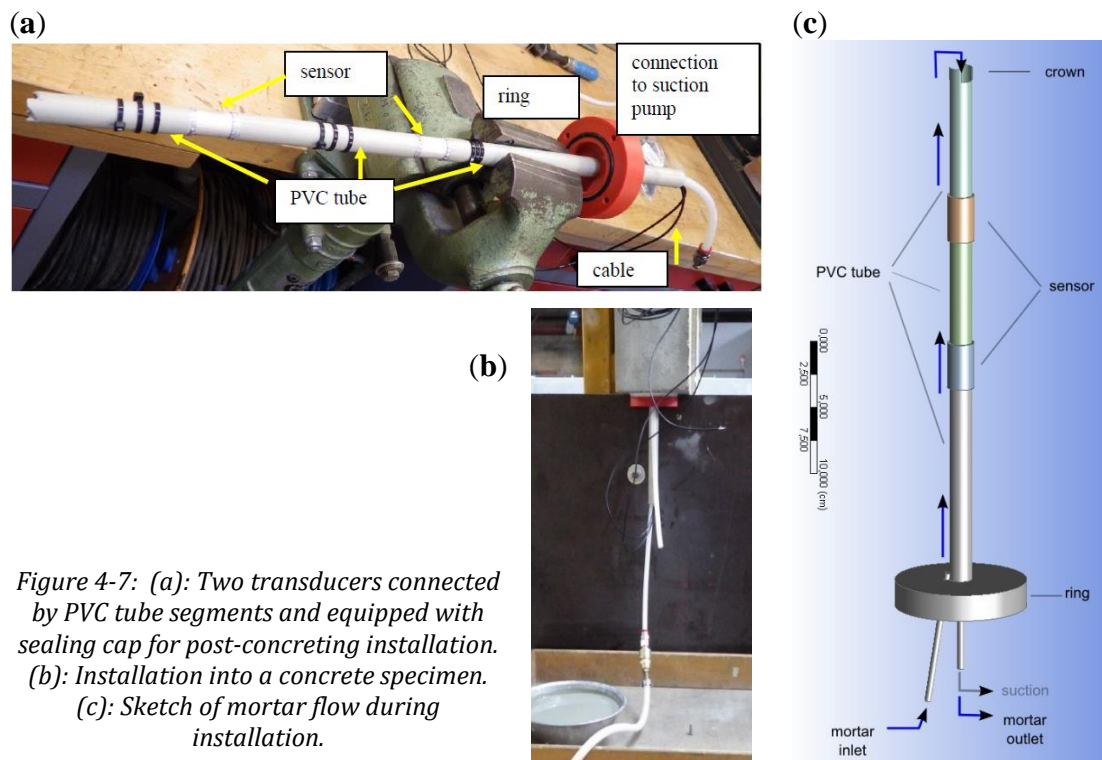 (a)
sensor
ring
connection
to suction
pump
PVC tube
cable
(b)
Figure 4-7: (a): Two transducers connected
by PVC tube segments and equipped with
sealing cap for post-concreting installation.
(b): Installation into a concrete specimen.
(c): Sketch of mortar flow during
installation.
(c)
crown
PVC tube
sensor
0,000
2,500
5,000
7,500
10,000 (cm)
ring
suction
mortar
outlet
mortar
inlet